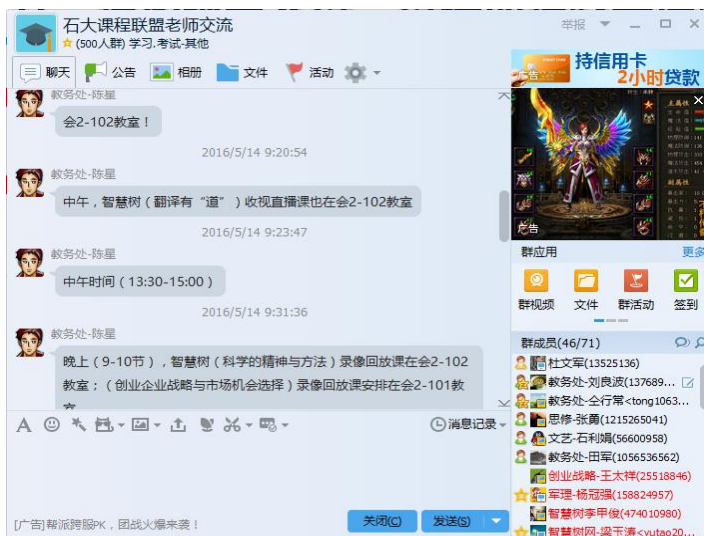 石大课程联盟老师交流
(500人群) 学习.考试-其他
举报
聊天 公告 相册 文件 活动
教务处-陈星
会2-102教室！
2016/5/14 9:20:54
教务处-陈星
中午，智慧树（翻译有“道”）收视直播课也在会2-102教室
2016/5/14 9:23:47
教务处-陈星
中午时间（13:30-15:00）
2016/5/14 9:31:36
教务处-陈星
晚上（9-10节），智慧树（科学的精神与方法）录像回放课在会2-102
教室；（创业企业战略与市场机会选择）录像回放课安排在会2-101教
室
消息记录
[广告]帮派跨服PK，团战火爆来袭！
关闭(C) 发送(S)
持信用卡
2小时贷款
广告
主属性
副属性
广告
群应用 更多
群视频 文件 群活动 签到
群成员(46/71)
杜文军(13525136)
教务处-刘良波(137689...
教务处-仝行常<tong1063...
思修-张勇(1215265041)
文艺-石利娟(56600958)
教务处-田军(1056536562)
创业战略-王太祥(25518846)
军理-杨冠强(158824957)
智慧树李甲俊(474010980)
智慧树网-梁玉涛<yutao20...